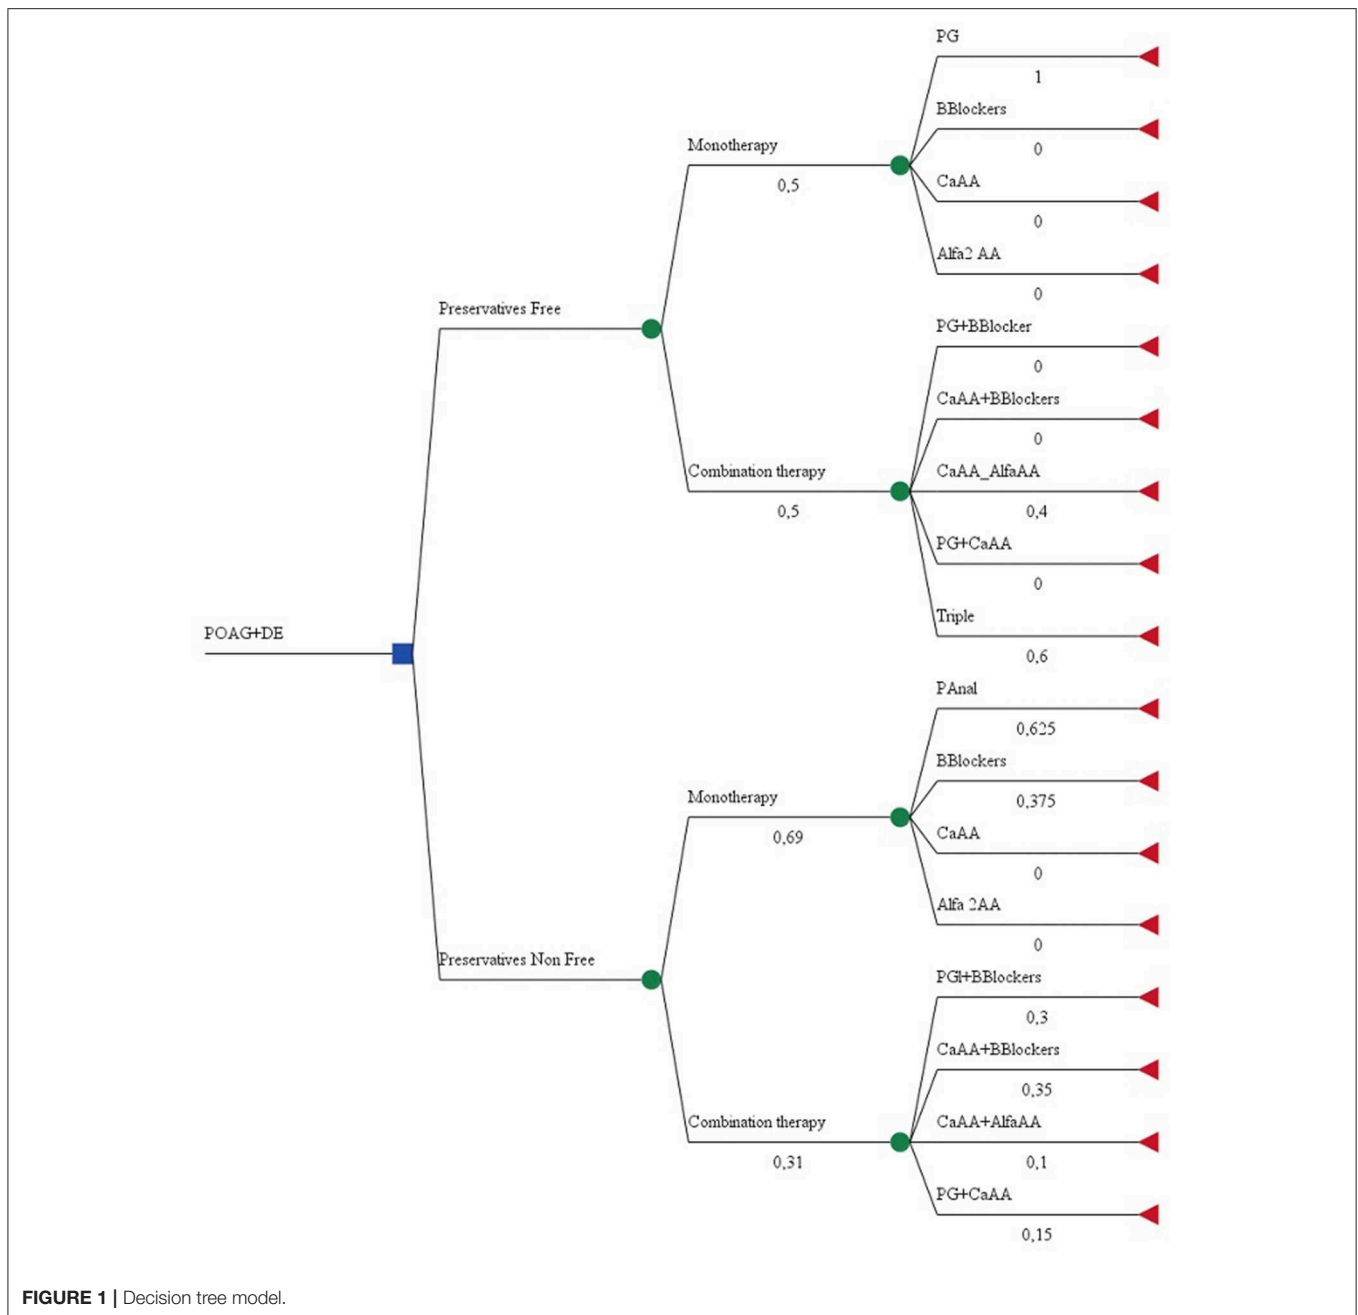 PG
1
BBlockers
0
Monotherapy
0,5
CaAA
0
Alfa2 AA
0
Preservatives Free
PG+BBlocker
0
CaAA+BBlockers
0
Combination therapy
0,5
CaAA_AlfaAA
0,4
PG+CaAA
0
Triple
0,6
POAG+DE
PAnal
0,625
BBlockers
0,375
Monotherapy
0,69
CaAA
0
Alfa 2AA
0
Preservatives Non Free
PGl+BBlockers
0,3
CaAA+BBlockers
0,35
Combination therapy
0,31
CaAA+AlfaAA
0,1
PG+CaAA
0,15
FIGURE 1 | Decision tree model.